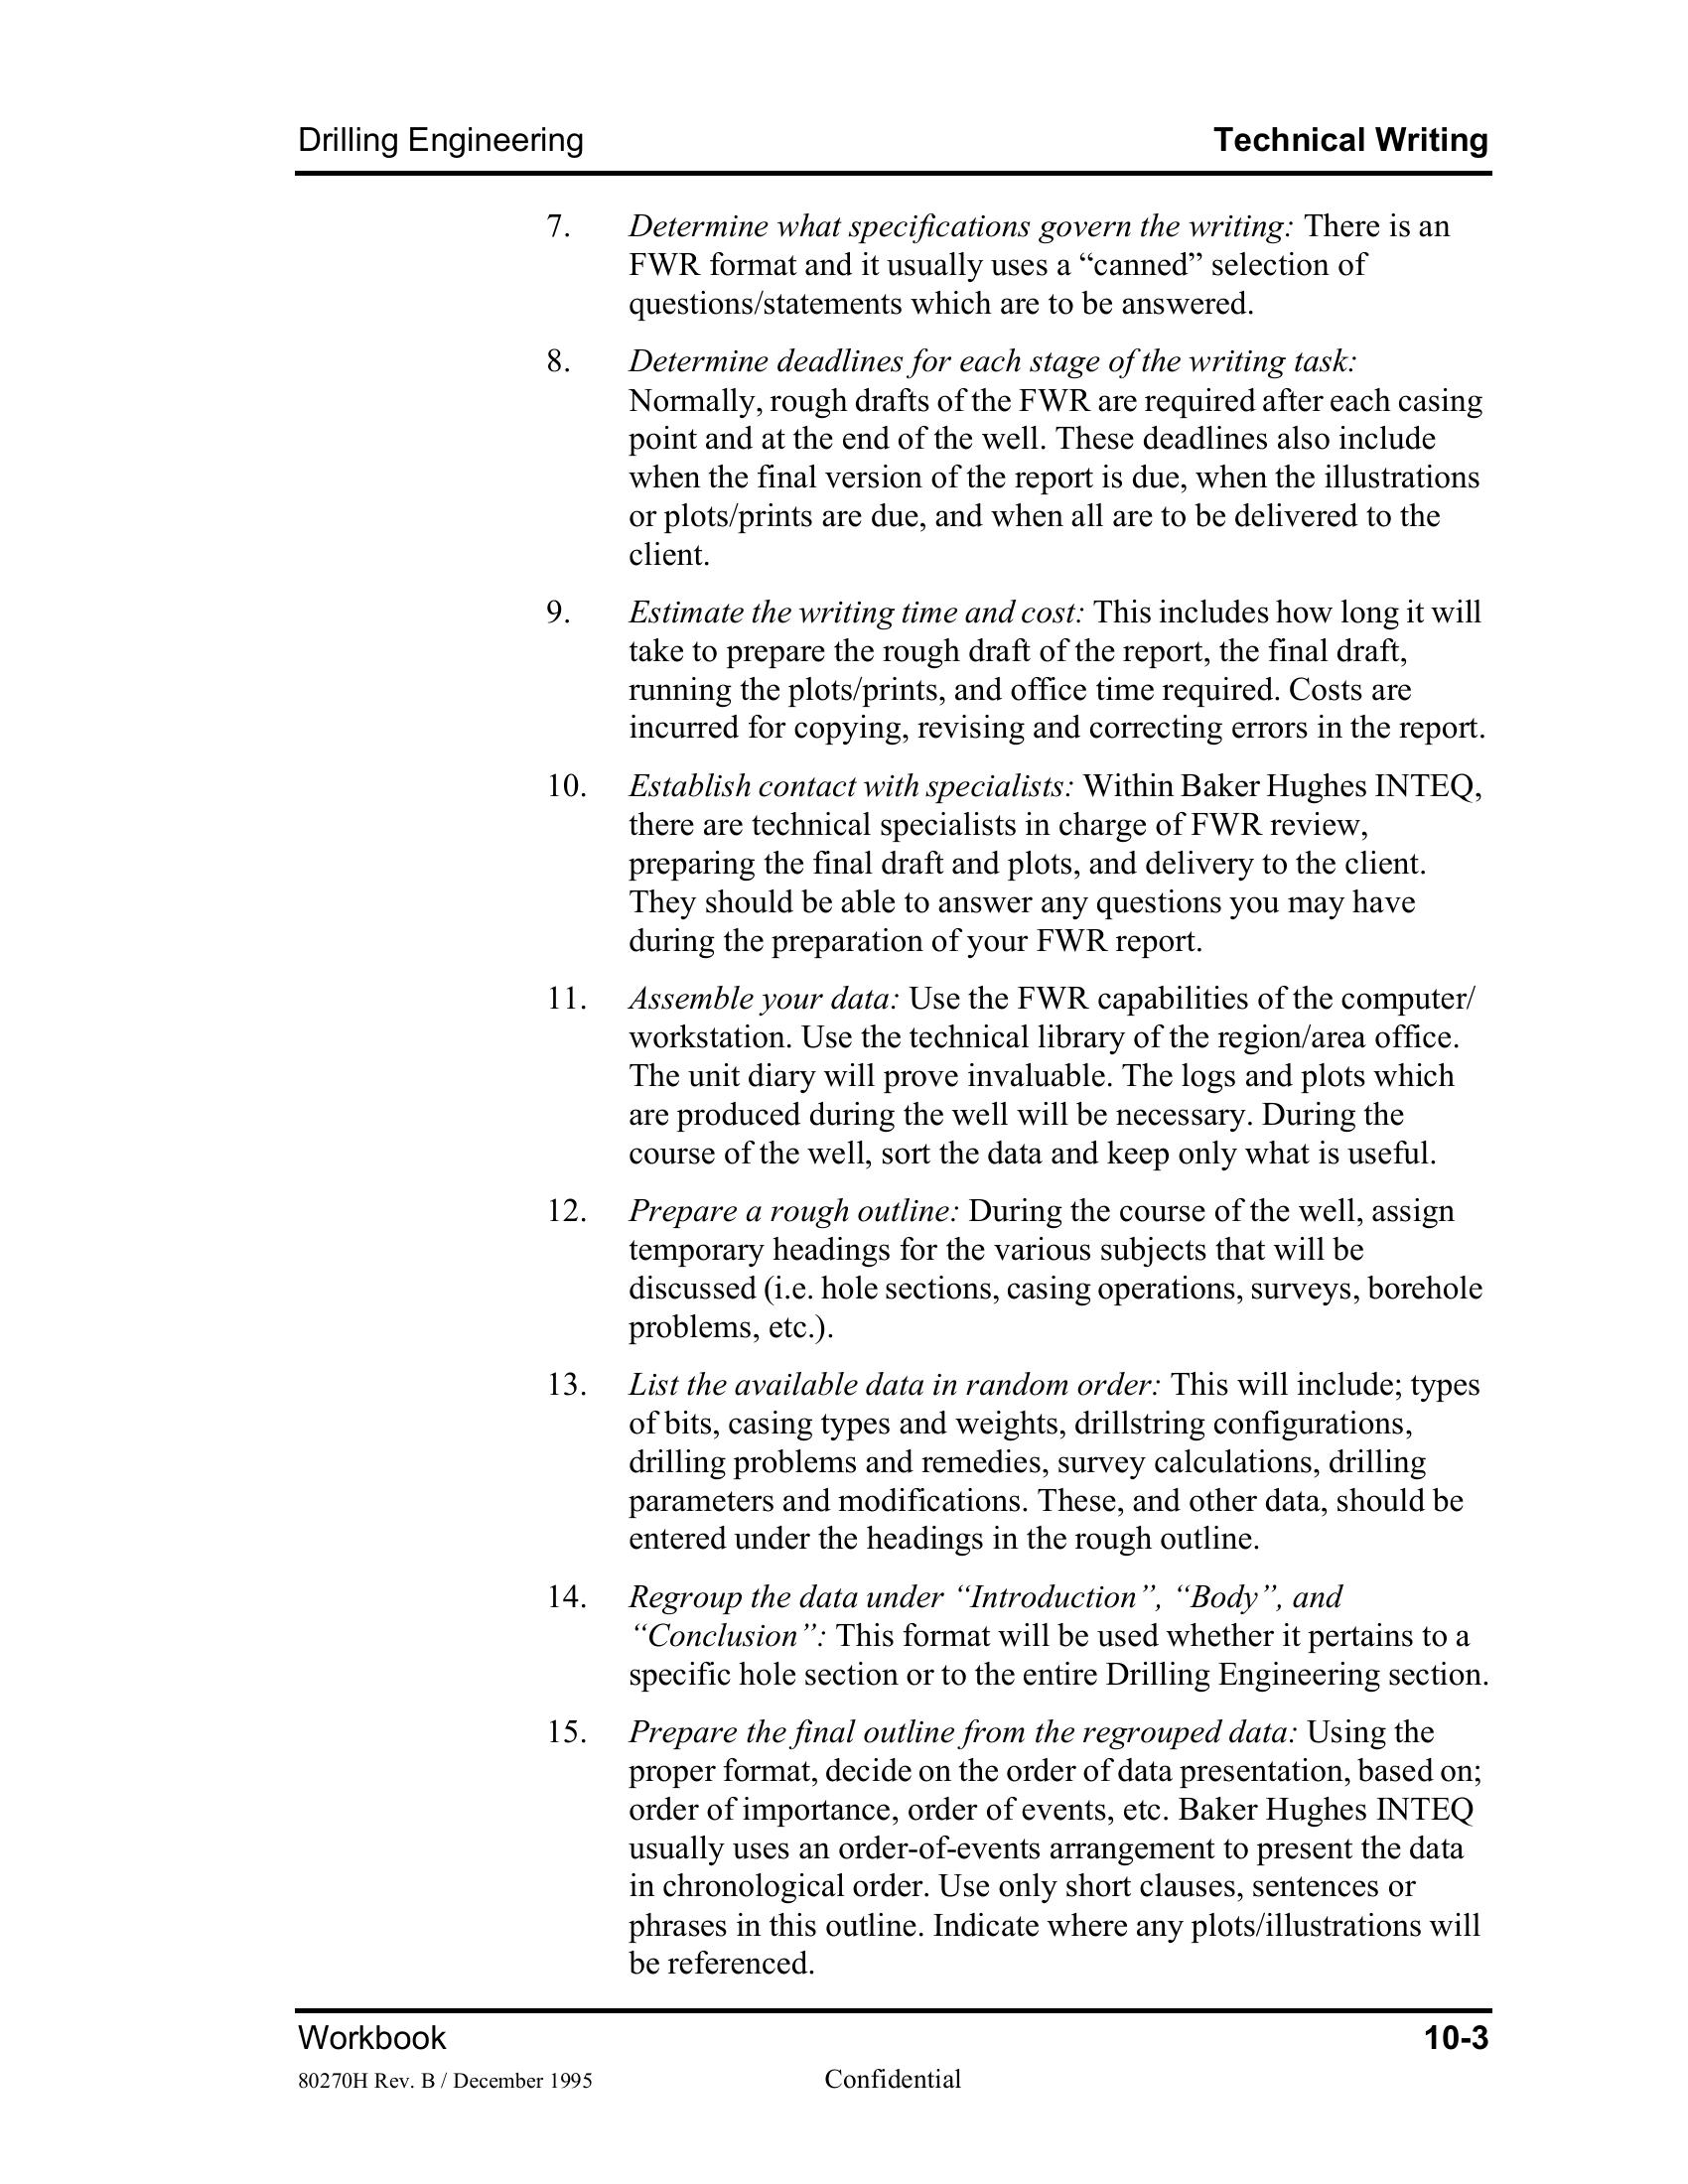 Drilling Engineering Technical Writing
7. Determine what specifications govern the writing: There is an
FWR format and it usually uses a “canned” selection of
questions/statements which are to be answered.
8. Determine deadlines for each stage of the writing task:
Normally, rough drafts of the FWR are required after each casing
point and at the end of the well. These deadlines also include
when the final version of the report is due, when the illustrations
or plots/prints are due, and when all are to be delivered to the
client.
9. Estimate the writing time and cost: This includes how long it will
take to prepare the rough draft of the report, the final draft,
running the plots/prints, and office time required. Costs are
incurred for copying, revising and correcting errors in the report.
10. Establish contact with specialists: Within Baker Hughes INTEQ,
there are technical specialists in charge of FWR review,
preparing the final draft and plots, and delivery to the client.
They should be able to answer any questions you may have
during the preparation of your FWR report.
11. Assemble your data: Use the FWR capabilities of the computer/
workstation. Use the technical library of the region/area office.
The unit diary will prove invaluable. The logs and plots which
are produced during the well will be necessary. During the
course of the well, sort the data and keep only what is useful.
12. Prepare a rough outline: During the course of the well, assign
temporary headings for the various subjects that will be
discussed (i.e. hole sections, casing operations, surveys, borehole
problems, etc.).
13. List the available data in random order: This will include; types
of bits, casing types and weights, drillstring configurations,
drilling problems and remedies, survey calculations, drilling
parameters and modifications. These, and other data, should be
entered under the headings in the rough outline.
14. Regroup the data under “Introduction”, “Body”, and
“Conclusion”: This format will be used whether it pertains to a
specific hole section or to the entire Drilling Engineering section.
15. Prepare the final outline from the regrouped data: Using the
proper format, decide on the order of data presentation, based on;
order of importance, order of events, etc. Baker Hughes INTEQ
usually uses an order-of-events arrangement to present the data
in chronological order. Use only short clauses, sentences or
phrases in this outline. Indicate where any plots/illustrations will
be referenced.
Workbook 10-3
80270H Rev. B / December 1995 Confidential